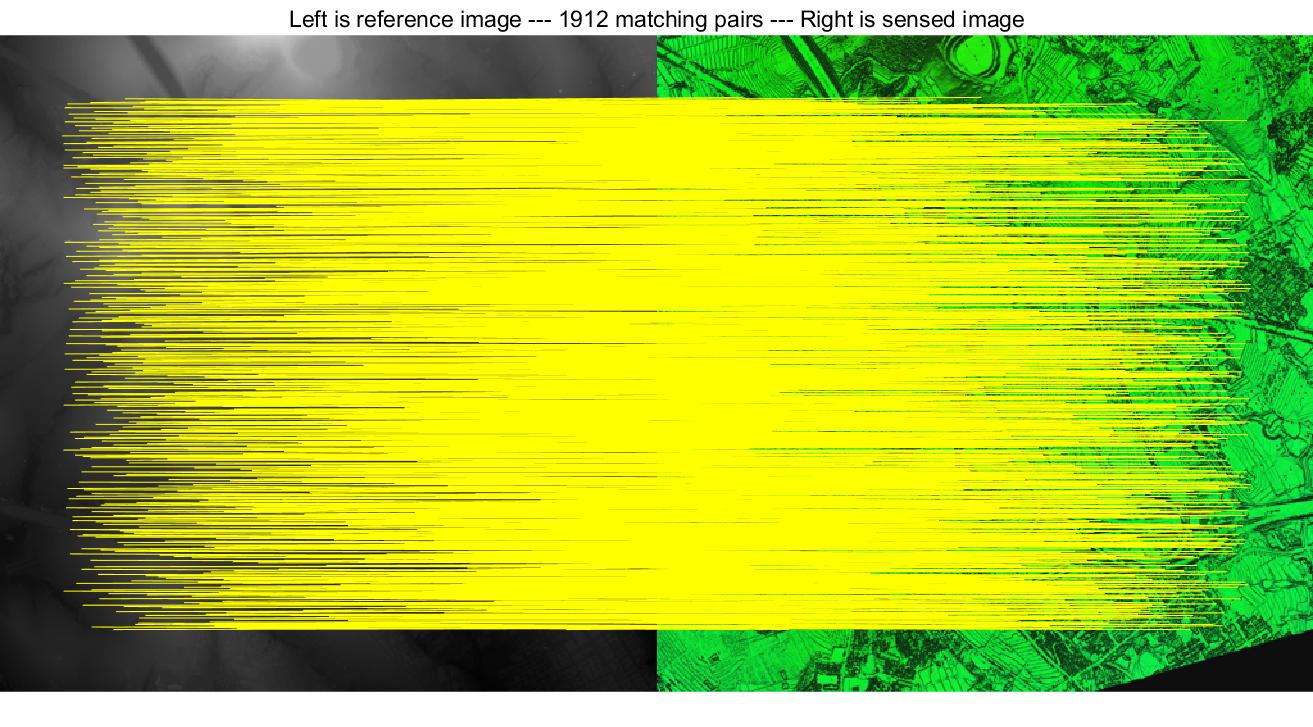 Left is reference image --- 1912 matching pairs --- Right is sensed image